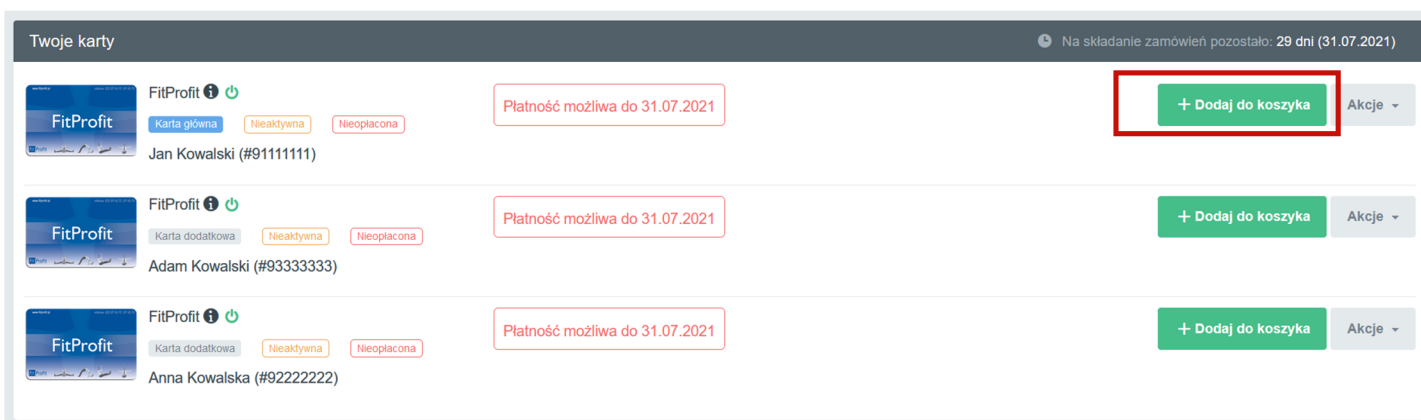 Twoje karty
Na składanie zamówień pozostało: 29 dni (31.07.2021)
FitProfit
FitProfit
Karta główna Nieaktywna Nieopłacona
Jan Kowalski (#91111111)
Płatność możliwa do 31.07.2021
+ Dodaj do koszyka
Akcje
FitProfit
FitProfit
Karta dodatkowa Nieaktywna Nieopłacona
Adam Kowalski (#93333333)
Płatność możliwa do 31.07.2021
+ Dodaj do koszyka
Akcje
FitProfit
FitProfit
Karta dodatkowa Nieaktywna Nieopłacona
Anna Kowalska (#92222222)
Płatność możliwa do 31.07.2021
+ Dodaj do koszyka
Akcje